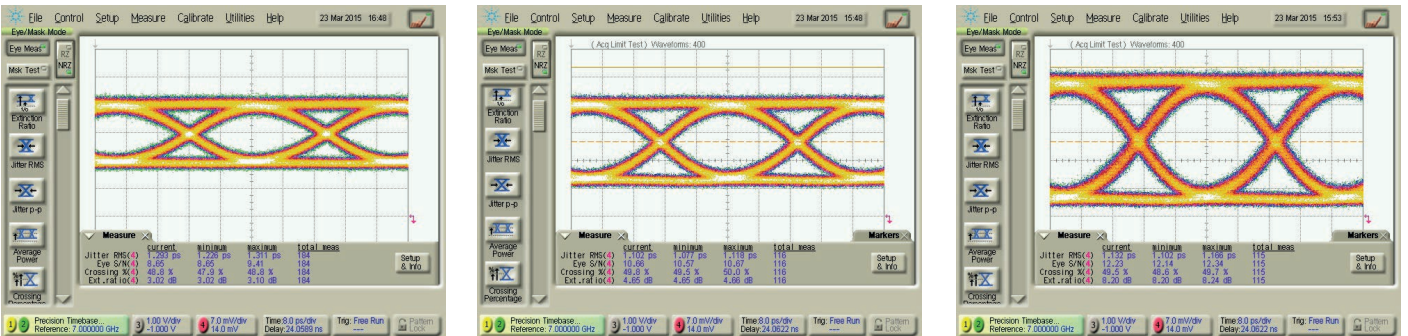 File Control Setup Measure Calibrate Utilities Help 23 Mar 2015 16:48
Eye/Mask Mode
Eye Meas
RZ
NRZ
Msk Test
Extinction
Ratio
Jitter RMS
Jitter p-p
Average
Power
Crossing
Measure
current minimum maximum total meas
Jitter RMS(4) 1.293 ps 1.226 ps 1.311 ps 184
Eye S/N(4) 8.65 8.65 9.41 184
Crossing %(4) 48.8 % 47.9 % 48.8 % 184
Ext.ratio(4) 3.02 dB 3.02 dB 3.10 dB 184
Setup
& Info
1 2 Precision Timebase...
Reference: 7.000000 GHz
3) 1.00 V/div
-1.000 V
4) 7.0 mW/div
14.0 mV
Time:8.0 ps/div
Delay:24.0589 ns
Trig: Free Run
Pattern
Lock
File Control Setup Measure Calibrate Utilities Help 23 Mar 2015 15:48
Eye/Mask Mode
( Acq Limit Test ) Waveforms: 400
Eye Meas
RZ
NRZ
Msk Test
Extinction
Ratio
Jitter RMS
Jitter p-p
Average
Power
Crossing
Percentage
Measure
Markers
current minimum maximum total meas
Jitter RMS(4) 1.102 ps 1.077 ps 1.118 ps 116
Eye S/N(4) 10.66 10.57 10.67 116
Crossing %(4) 49.8 % 49.5 % 50.0 % 116
Ext.ratio(4) 4.65 dB 4.65 dB 4.66 dB 116
Setup
& Info
1 2 Precision Timebase...
Reference: 7.000000 GHz
3) 1.00 V/div
-1.000 V
4) 7.0 mW/div
14.0 mV
Time:8.0 ps/div
Delay:24.0622 ns
Trig: Free Run
Pattern
Lock
File Control Setup Measure Calibrate Utilities Help 23 Mar 2015 15:53
Eye/Mask Mode
( Acq Limit Test ) Waveforms: 400
Eye Meas
RZ
NRZ
Msk Test
Extinction
Ratio
Jitter RMS
Jitter p-p
Average
Power
Crossing
Percentage
Measure
Markers
current minimum maximum total meas
Jitter RMS(4) 1.132 ps 1.102 ps 1.166 ps 115
Eye S/N(4) 12.23 12.14 12.34 115
Crossing %(4) 49.5 % 48.6 % 49.7 % 115
Ext.ratio(4) 8.20 dB 8.20 dB 8.24 dB 115
Setup
& Info
1 2 Precision Timebase...
Reference: 7.000000 GHz
3) 1.00 V/div
-1.000 V
4) 7.0 mW/div
14.0 mV
Time:8.0 ps/div
Delay:24.0622 ns
Trig: Free Run
Pattern
Lock